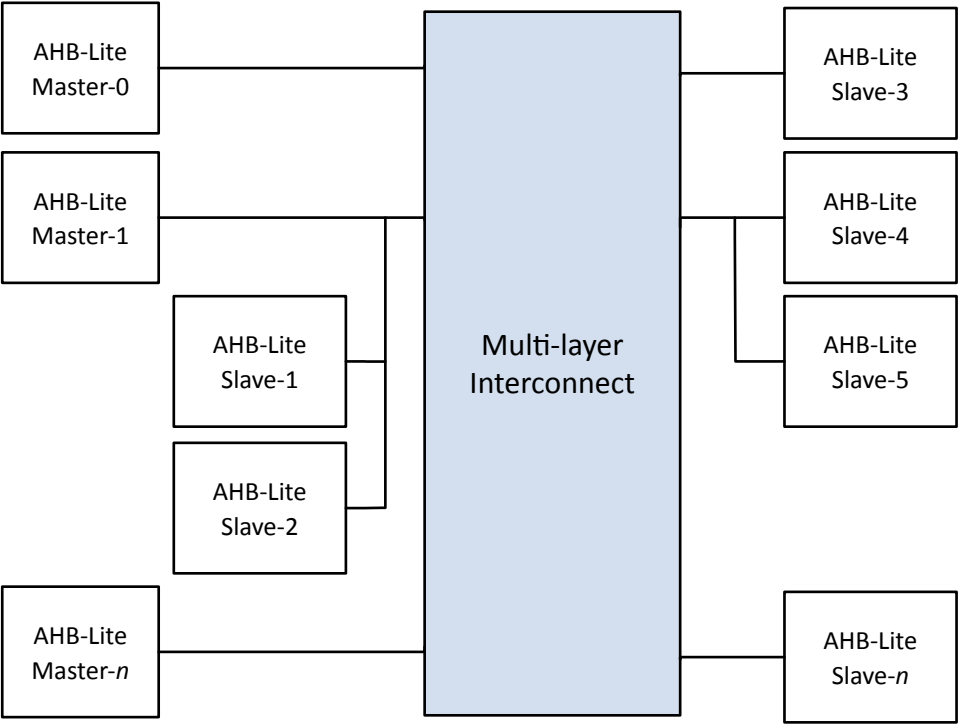 AHB-Lite
Master-0
AHB-Lite
Master-1
AHB-Lite
Slave-1
AHB-Lite
Slave-2
AHB-Lite
Master-n
Multi-layer
Interconnect
AHB-Lite
Slave-3
AHB-Lite
Slave-4
AHB-Lite
Slave-5
AHB-Lite
Slave-n